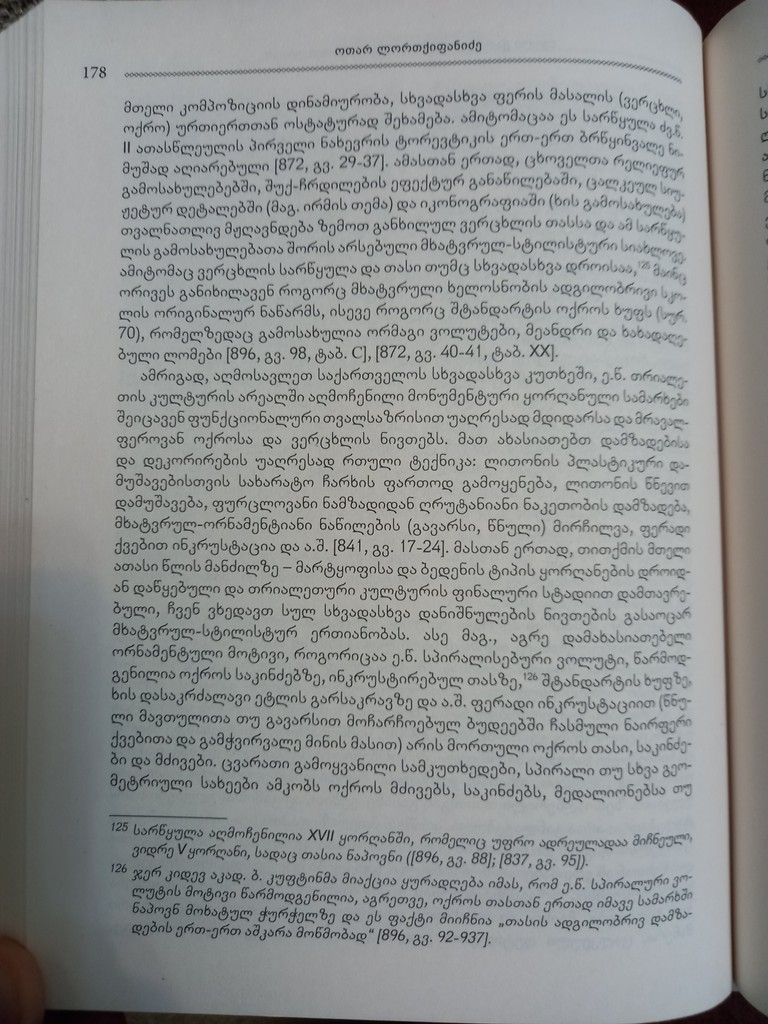 ოთარ ლორთქიფანიძე
178
მთელი კომპოზიციის დინამიურობა, სხვადასხვა ფერის მასალის (ვერცხლი,
ოქრო) ურთიერთთან ოსტატურად შეხამება. ამიტომაცაა ეს სარწყულა ძვ.წ.
II ათასწლეულის პირველი ნახევრის ტორევტიკის ერთ-ერთ ბრწყინვალე ნი-
მუშად აღიარებული [872, გვ. 29-37]. ამასთან ერთად, ცხოველთა რელიეფურ
გამოსახულებებში, შუქ-ჩრდილების ეფექტურ განაწილებაში, ცალკეულ სიუ-
ჟეტურ დეტალებში (მაგ. ირმის თემა) და იკონოგრაფიაში (ხის გამოსახულება)
თვალნათლივ მჟღავნდება ზემოთ განხილულ ვერცხლის თასსა და ამ სარწყუ-
ლის გამოსახულებათა შორის არსებული მხატვრულ-სტილისტური სიახლოვე.
ამიტომაც ვერცხლის სარწყულა და თასი თუმც სხვადასხვა დროისაა,125 მაინც
ორივეს განიხილავენ როგორც მხატვრული ხელოსნობის ადგილობრივი სკო-
ლის ორიგინალურ ნაწარმს, ისევე როგორც შტანდარტის ოქროს ხუფს (სურ.
70), რომელზედაც გამოსახულია ორმაგი ვოლუტები, მეანდრი და ხახადაღე-
ბული ლომები [896, გვ. 98, ტაბ. C], [872, გვ. 40-41, ტაბ. XX].
ამრიგად, აღმოსავლეთ საქართველოს სხვადასხვა კუთხეში, ე.წ. თრიალე-
თის კულტურის არეალში აღმოჩენილი მონუმენტური ყორღანული სამარხები
შეიცავენ ფუნქციონალური თვალსაზრისით უაღრესად მდიდარსა და მრავალ-
ფეროვან ოქროსა და ვერცხლის ნივთებს. მათ ახასიათებთ დამზადებისა
და დეკორირების უაღრესად რთული ტექნიკა: ლითონის პლასტიკური და-
მუშავებისთვის სახარატო ჩარხის ფართოდ გამოყენება, ლითონის წნევით
დამუშავება, ფურცლოვანი ნამზადიდან ღრუტანიანი ნაკეთობის დამზადება,
მხატვრულ-ორნამენტიანი ნაწილების (გავარსი, წნული) მირჩილვა, ფერადი
ქვებით ინკრუსტაცია და ა.შ. [841, გვ. 17-24]. მასთან ერთად, თითქმის მთელი
ათასი წლის მანძილზე – მარტყოფისა და ბედენის ტიპის ყორღანების დროიდ-
ან დაწყებული და თრიალეთური კულტურის ფინალური სტადიით დამთავრე-
ბული, ჩვენ ვხედავთ სულ სხვადასხვა დანიშნულების ნივთების გასაოცარ
მხატვრულ-სტილისტურ ერთიანობას. ასე მაგ., აგრე დამახასიათებელი
ორნამენტული მოტივი, როგორიცაა ე.წ. სპირალისებური ვოლუტი, წარმოდ-
გენილია ოქროს საკინძებზე, ინკრუსტირებულ თასზე,126 შტანდარტის ხუფზე,
ხის დასაკრძალავი ეტლის გარსაკრავზე და ა.შ. ფერადი ინკრუსტაციით (წნუ-
ლი მავთულითა თუ გავარსით მოჩარჩოებულ ბუდეებში ჩასმული ნაირფერი
ქვებითა და გამჭვირვალე მინის მასით) არის მორთული ოქროს თასი, საკინძე-
ბი და მძივები. ცვარათი გამოყვანილი სამკუთხედები, სპირალი თუ სხვა გეო-
მეტრიული სახეები ამკობს ოქროს მძივებს, საკინძებს, მედალიონებსა თუ
125 სარწყულა აღმოჩენილია XVII ყორღანში, რომელიც უფრო ადრეულადაა მიჩნეული,
ვიდრე V ყორღანი, სადაც თასია ნაპოვნი ([896, გვ. 88]; [837, გვ. 95]).
126 ჯერ კიდევ აკად. ბ. კუფტინმა მიაქცია ყურადღება იმას, რომ ე.წ. სპირალური ვო-
ლუტის მოტივი წარმოდგენილია, აგრეთვე, ოქროს თასთან ერთად იმავე სამარხში
ნაპოვნ მოხატულ ჭურჭელზე და ეს ფაქტი მიიჩნია „თასის ადგილობრივ დამზა-
დების ერთ-ერთ აშკარა მოწმობად“ [896, გვ. 92-937].